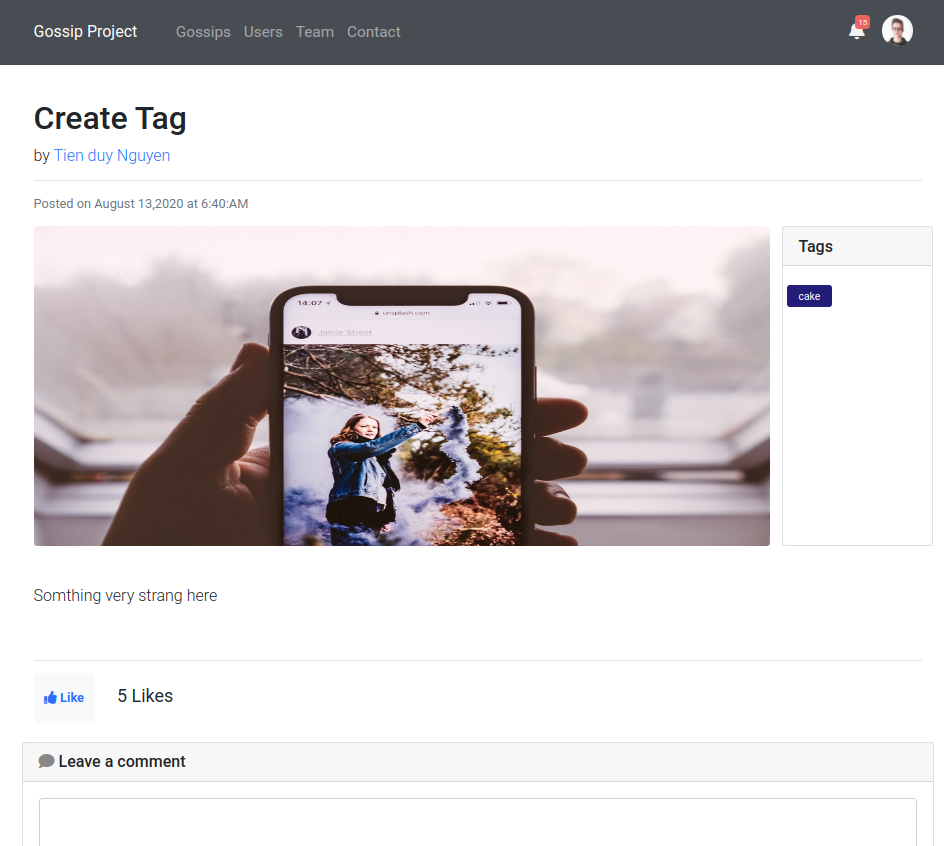 Gossip Project Gossips Users Team Contact 15
Create Tag
by Tien duy Nguyen
Posted on August 13,2020 at 6:40:AM
14:07
unsplash.com
Jamie Street
Tags
cake
Somthing very strang here
Like 5 Likes
Leave a comment